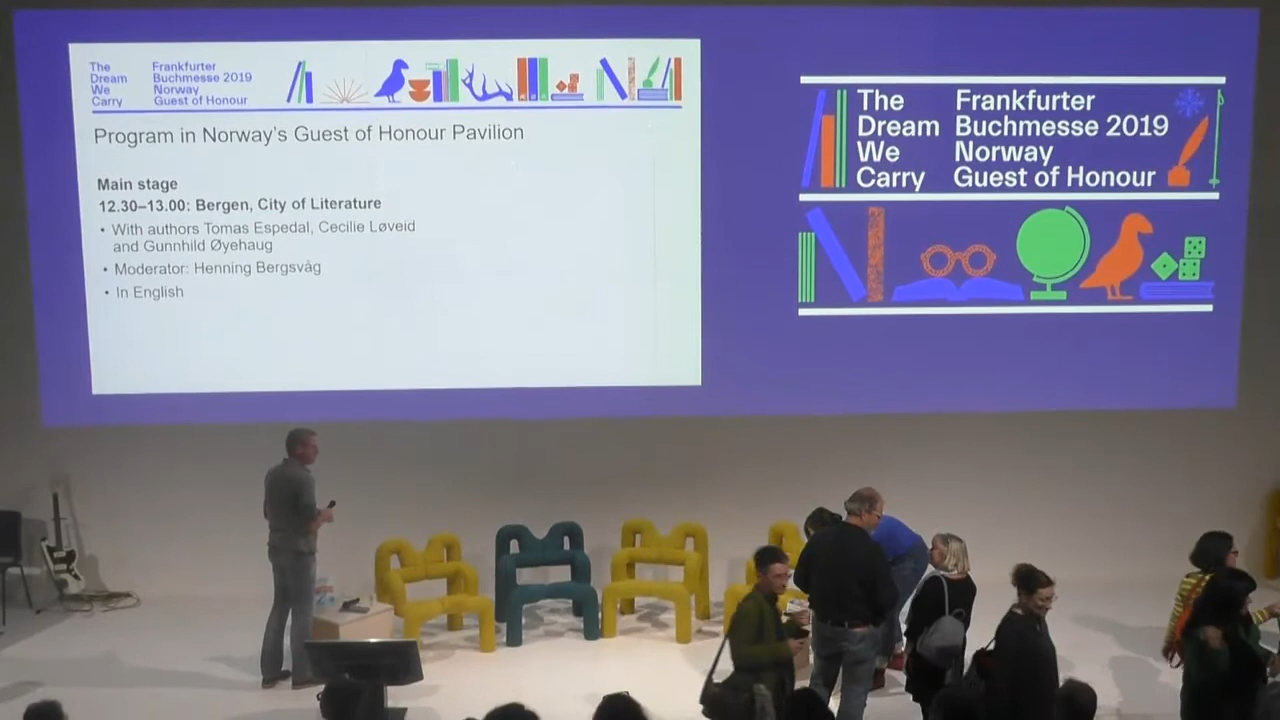 The
Dream
We
Carry
Frankfurter
Buchmesse 2019
Norway
Guest of Honour
Program in Norway's Guest of Honour Pavilion
Main stage
12.30–13.00: Bergen, City of Literature
• With authors Tomas Espedal, Cecilie Løveid
and Gunnhild Øyehaug
• Moderator: Henning Bergsvåg
• In English
The
Dream
We
Carry
Frankfurter
Buchmesse 2019
Norway
Guest of Honour